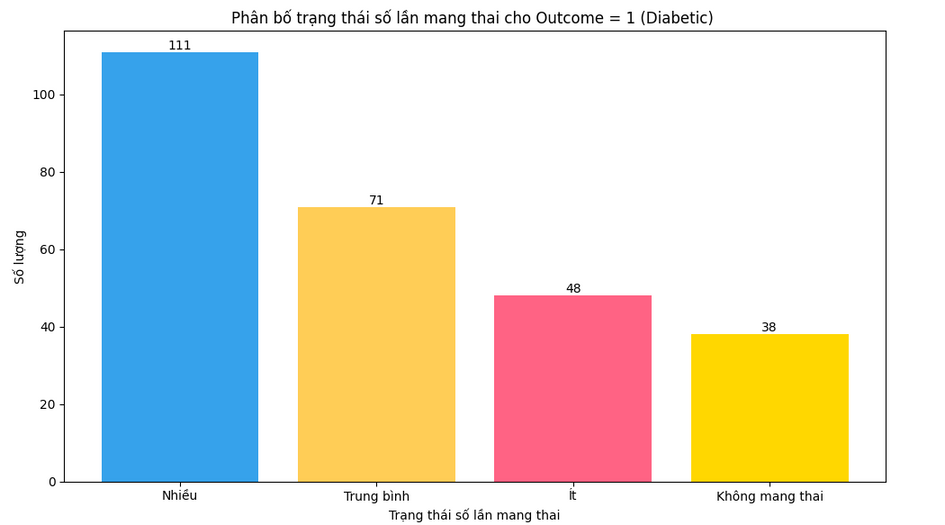 Phân bố trạng thái số lần mang thai cho Outcome = 1 (Diabetic)
111
71
48
38
100
80
60
40
20
0
Số lượng
Nhiều
Trung bình
Ít
Không mang thai
Trạng thái số lần mang thai